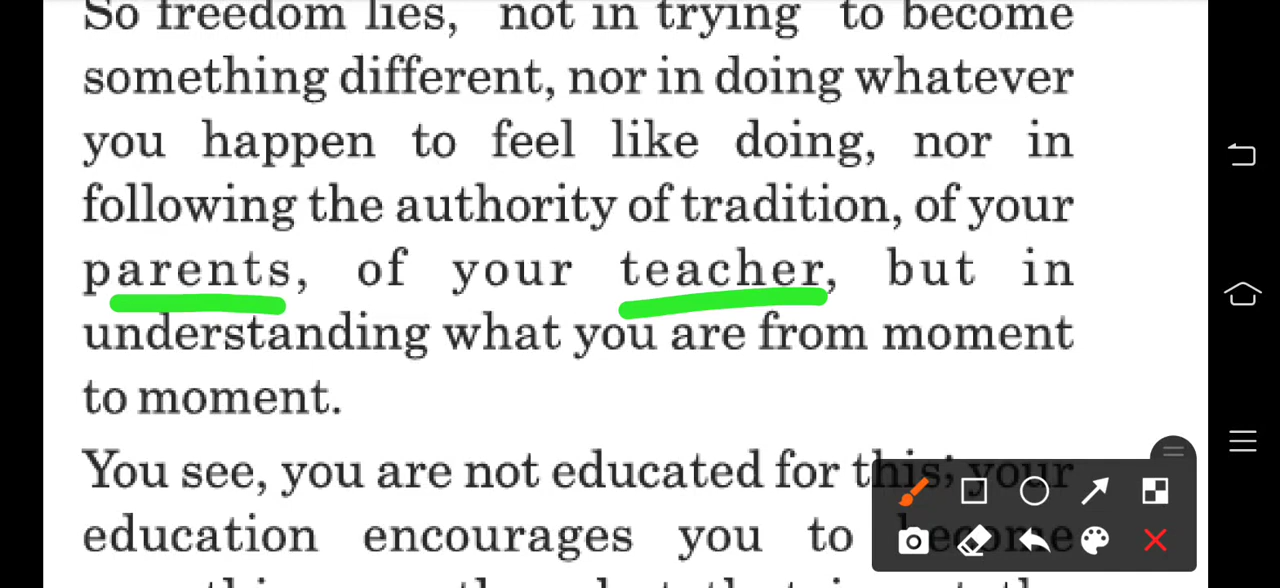 So freedom lies, not in trying to become
something different, nor in doing whatever
you happen to feel like doing, nor in
following the authority of tradition, of your
parents, of your teacher, but in
understanding what you are from moment
to moment.
You see, you are not educated for this; your
education encourages you to become